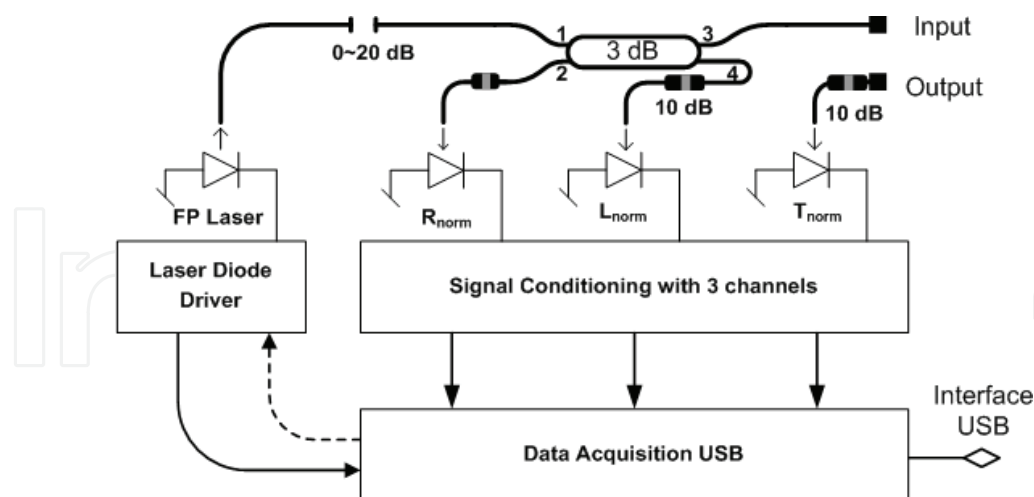 Input
0~20 dB
1
3 dB
3
2
4
10 dB
10 dB
Output
FP Laser
Rnorm
Lnorm
Tnorm
Laser Diode
Driver
Signal Conditioning with 3 channels
Data Acquisition USB
Interface
USB